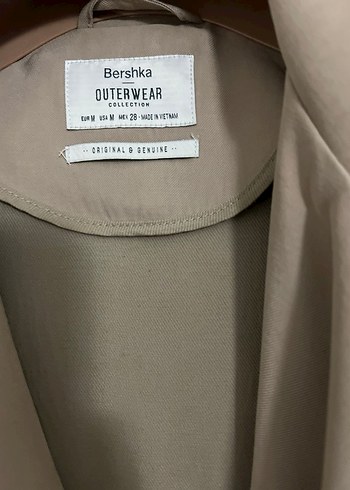 Bershka
OUTERWEAR
COLLECTION
EUR M USA M MEX 28 - MADE IN VIETNAM
·· ORIGINAL & GENUINE ··